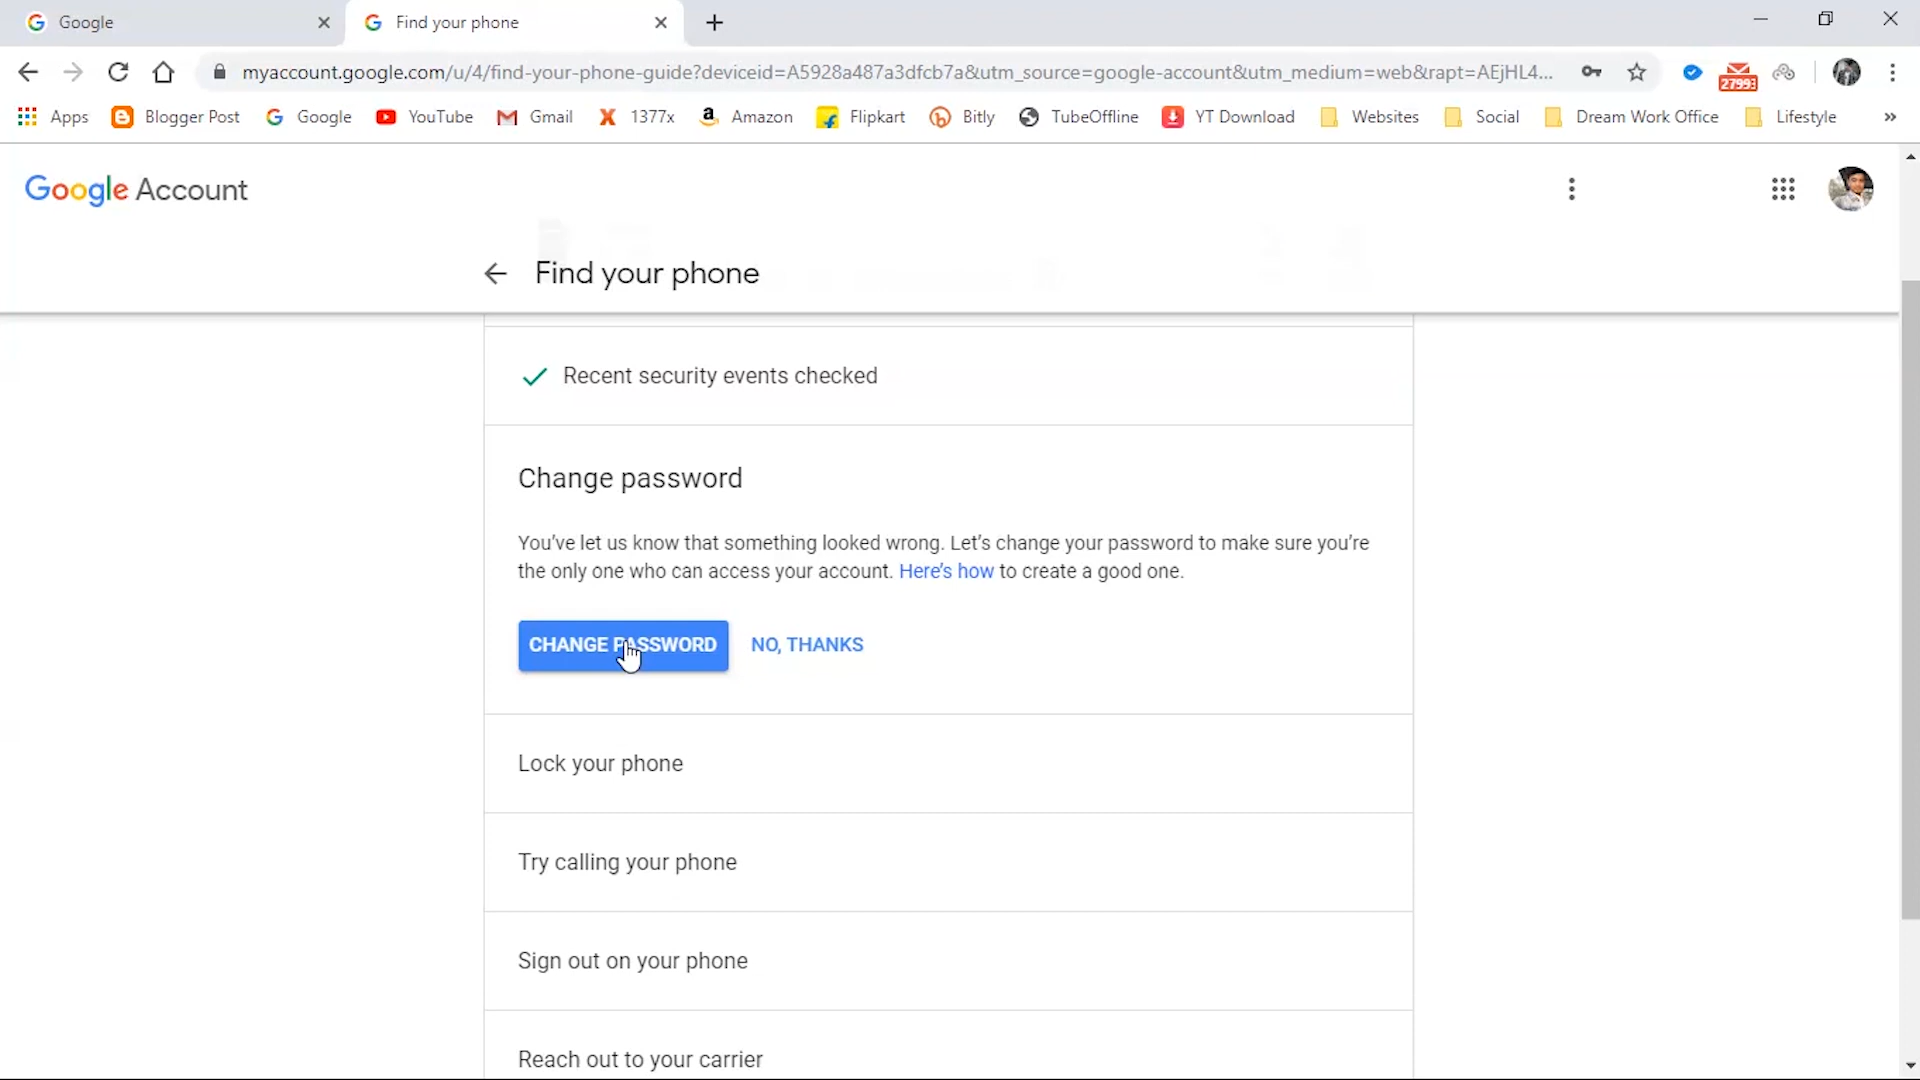 Google
Find your phone
myaccount.google.com/u/4/find-your-phone-guide?deviceid=A5928a487a3dfcb7a&utm_source=google-account&utm_medium=web&rapt=AEjHL4...
27993
Apps Blogger Post Google YouTube Gmail 1377x Amazon Flipkart Bitly TubeOffline YT Download Websites Social Dream Work Office Lifestyle »
Google Account
Find your phone
Recent security events checked
Change password
You've let us know that something looked wrong. Let's change your password to make sure you're
the only one who can access your account. Here's how to create a good one.
CHANGE PASSWORD NO, THANKS
Lock your phone
Try calling your phone
Sign out on your phone
Reach out to your carrier